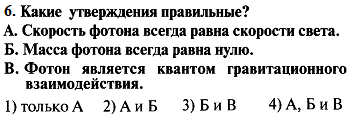 6. Какие утверждения правильные?
А. Скорость фотона всегда равна скорости света.
Б. Масса фотона всегда равна нулю.
В. Фотон является квантом гравитационного
взаимодействия.
1) только А 2) А и Б 3) Б и В 4) А, Б и В